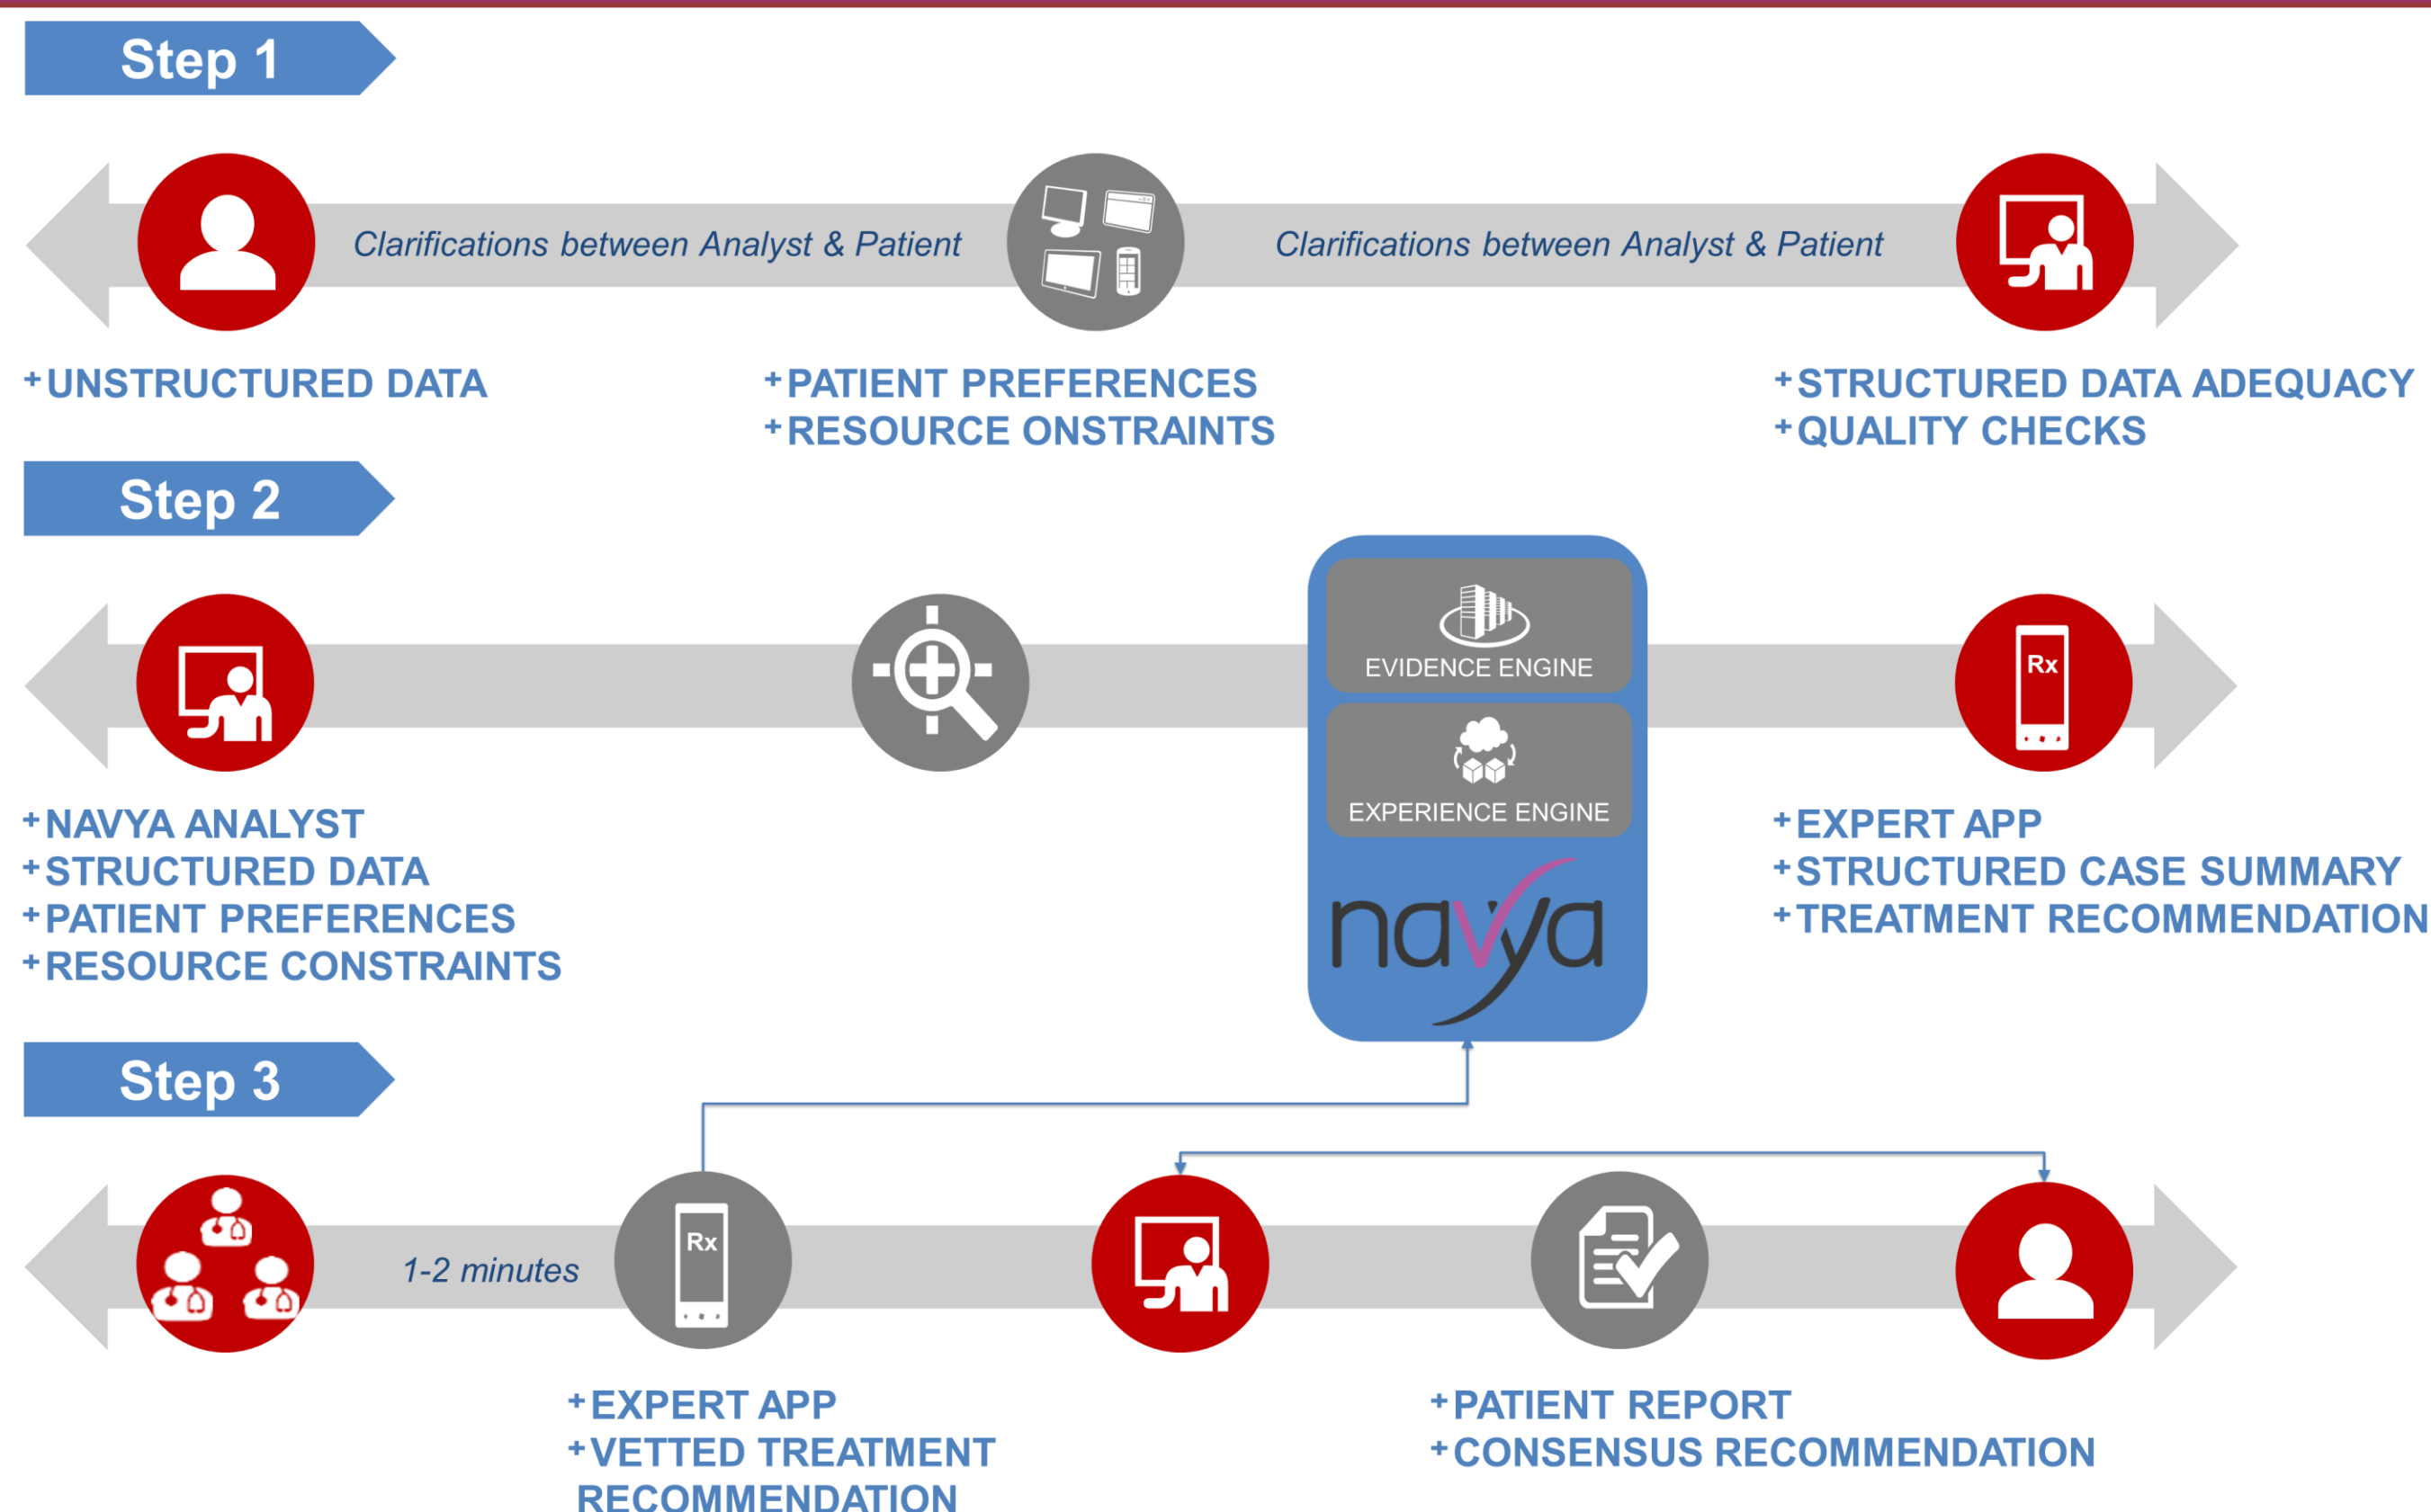 Step 1
Clarifications between Analyst & Patient
Clarifications between Analyst & Patient
+UNSTRUCTURED DATA
+PATIENT PREFERENCES
+RESOURCE ONSTRAINTS
+STRUCTURED DATA ADEQUACY
+QUALITY CHECKS
Step 2
EVIDENCE ENGINE
EXPERIENCE ENGINE
navya
Rx
+NAVYA ANALYST
+STRUCTURED DATA
+PATIENT PREFERENCES
+RESOURCE CONSTRAINTS
+EXPERT APP
+STRUCTURED CASE SUMMARY
+TREATMENT RECOMMENDATION
Step 3
1-2 minutes
Rx
+EXPERT APP
+VETTED TREATMENT
RECOMMENDATION
+PATIENT REPORT
+CONSENSUS RECOMMENDATION